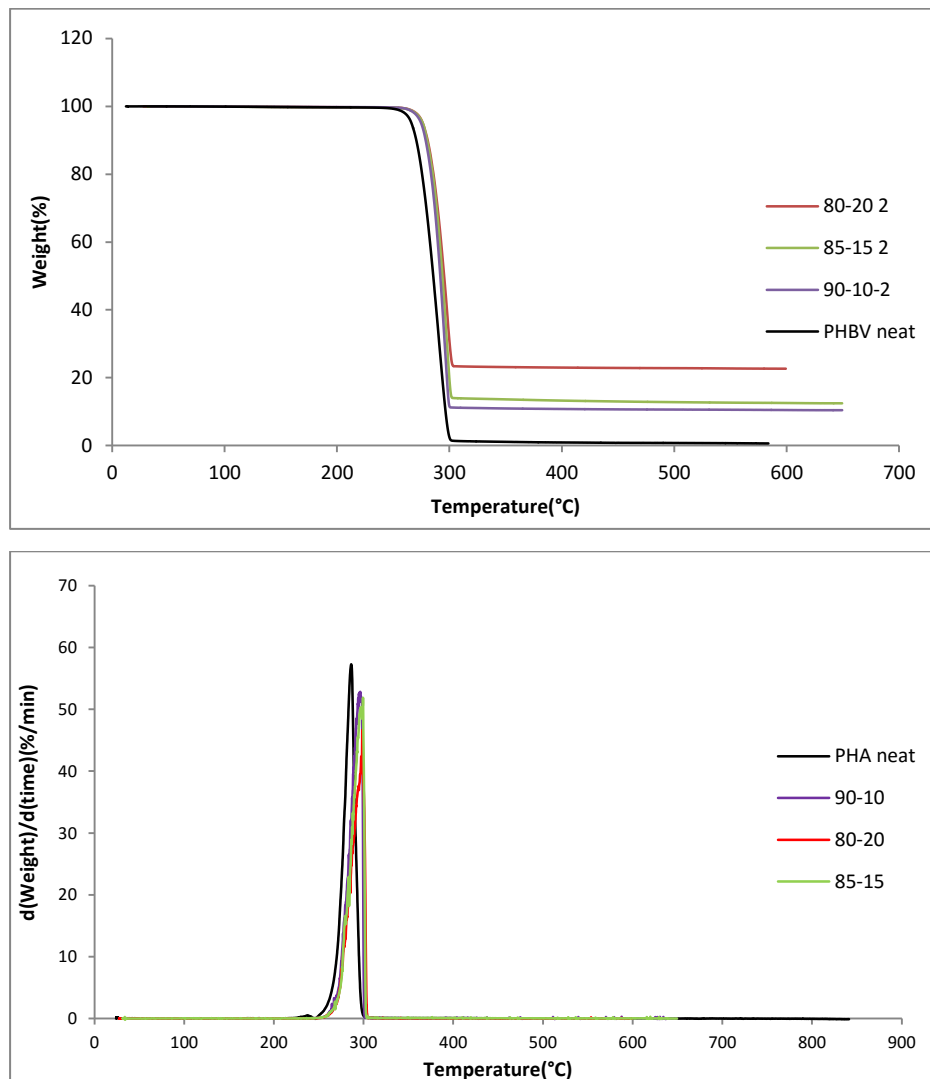 120
100
80
60
40
20
0
Weight(%)
0 100 200 300 400 500 600 700
Temperature(°C)
80-20 2
85-15 2
90-10-2
PHBV neat
70
60
50
40
30
20
10
0
d(Weight)/d(time)(%/min)
0 100 200 300 400 500 600 700 800 900
Temperature(°C)
PHA neat
90-10
80-20
85-15